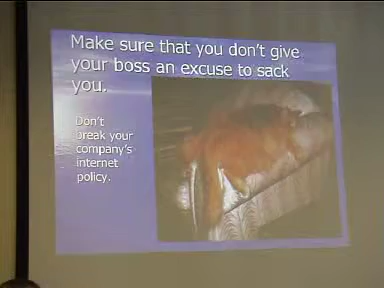 Make sure that you don't give
your boss an excuse to sack
you.
Don't
break your
company's
internet
policy.